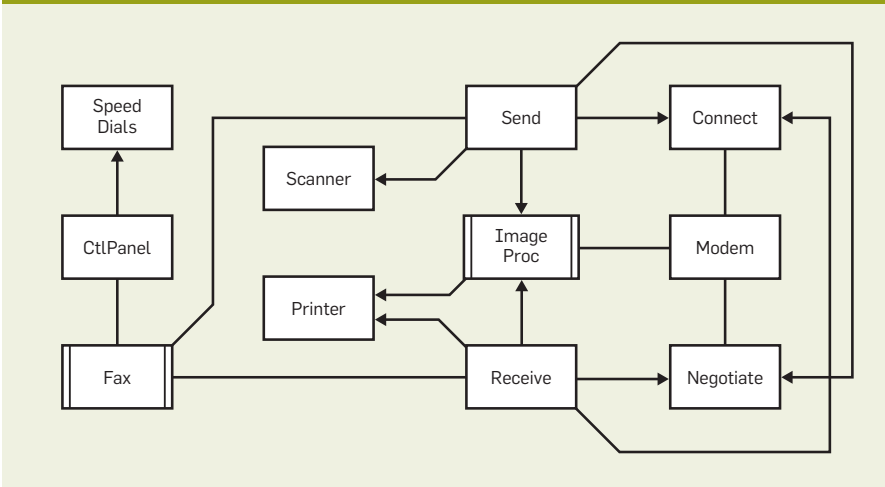 Speed
Dials
Send
Connect
Scanner
CtlPanel
Image
Proc
Modem
Printer
Fax
Receive
Negotiate